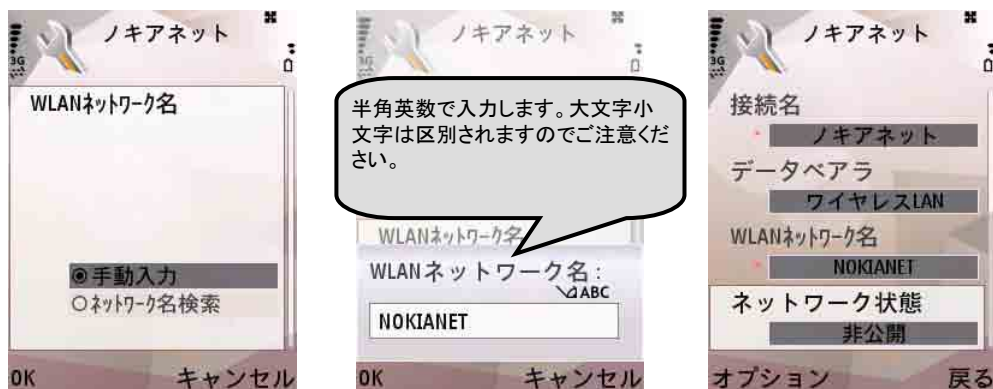 3G
ノキアネット
WLANネットワーク名
手動入力
ネットワーク名検索
OK
キャンセル
3G
ノキアネット
半角英数で入力します。大文字小
文字は区別されますのでご注意くだ
さい。
WLANネットワーク名
WLANネットワーク名:
ABC
NOKIANET
OK
キャンセル
3G
ノキアネット
接続名
ノキアネット
データベアラ
ワイヤレスLAN
WLANネットワーク名
NOKIANET
ネットワーク状態
非公開
オプション
戻る